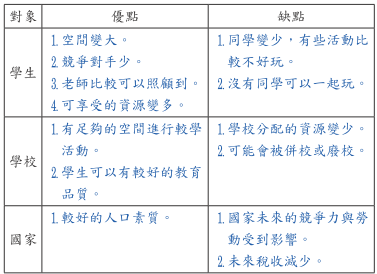 對象 優點 缺點
學生
1.空間變大。
2.競爭對手少。
3.老師比較可以照顧到。
4.可享受的資源變多。
1.同學變少，有些活動比
較不好玩。
2.沒有同學可以一起玩。
學校
1.有足夠的空間進行教學
活動。
2.學生可以有較好的教育
品質。
1.學校分配的資源變少。
2.可能會被併校或廢校。
國家
1.較好的人口素質。
1.國家未來的競爭力與勞
動受到影響。
2.未來稅收減少。